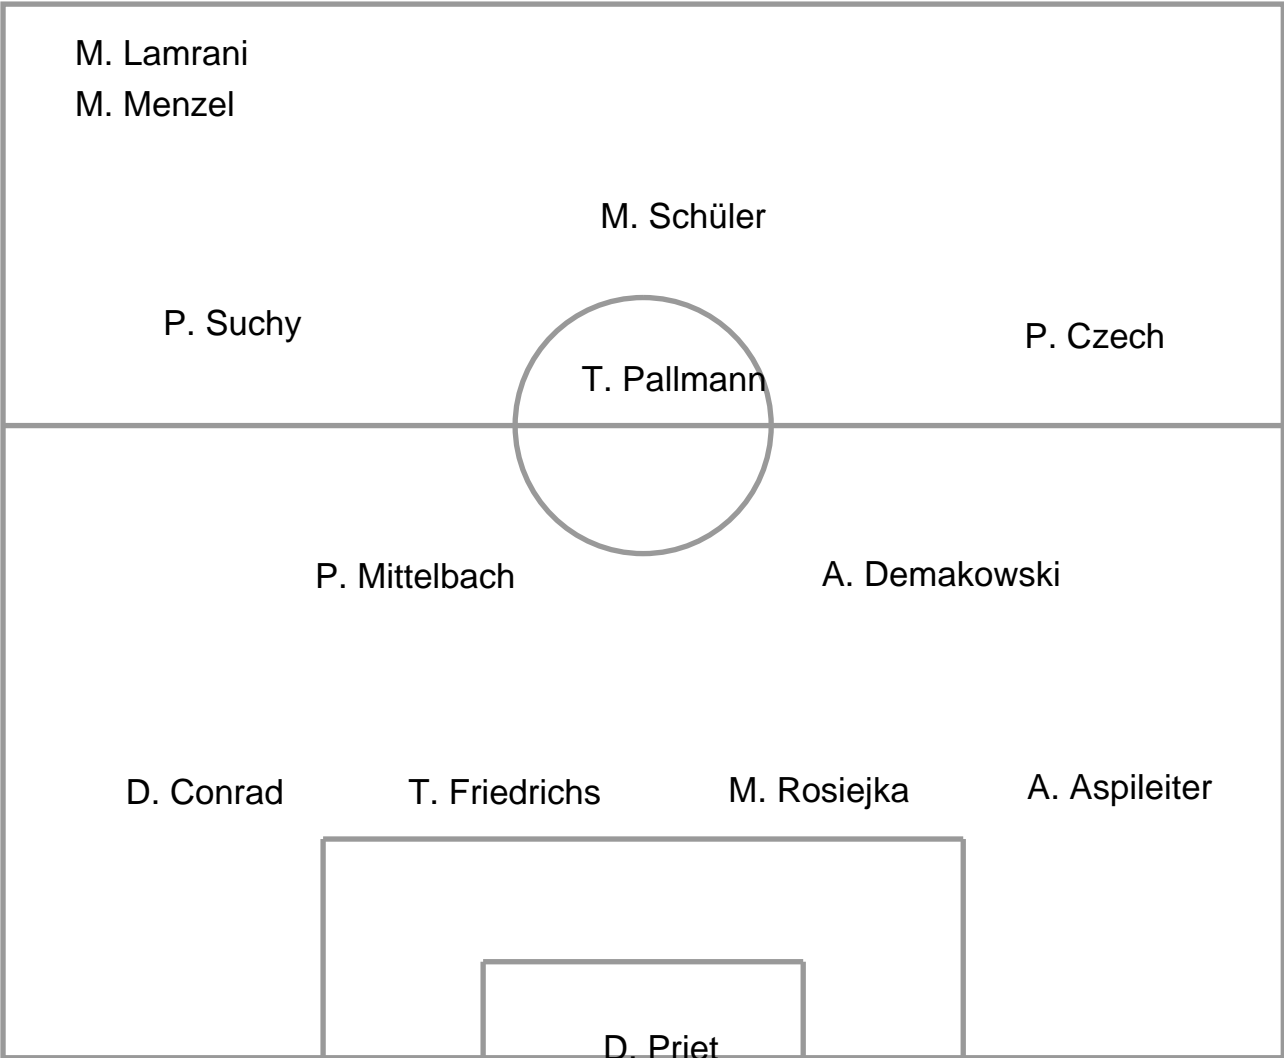 M. Lamrani
M. Menzel
M. Schüler
P. Suchy
P. Czech
T. Pallmann
P. Mittelbach
A. Demakowski
D. Conrad
T. Friedrichs
M. Rosiejka
A. Aspileiter
D. Priet